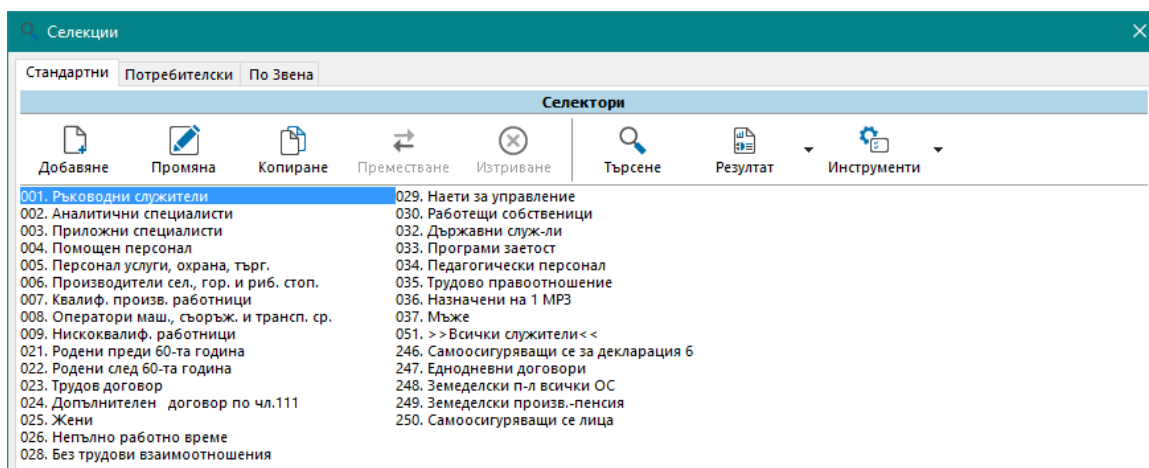 Селекции
Стандартни Потребителски По Звена
Селектори
Добавяне Промяна Копиране Преместване Изтриване Търсене Резултат Инструменти
001. Ръководни служители
002. Аналитични специалисти
003. Приложни специалисти
004. Помощен персонал
005. Персонал услуги, охрана, търг.
006. Производители сел., гор. и риб. стоп.
007. Квалиф. произв. работници
008. Оператори маш., съоръж. и трансп. ср.
009. Нискоквалиф. работници
021. Родени преди 60-та година
022. Родени след 60-та година
023. Трудов договор
024. Допълнителен договор по чл.111
025. Жени
026. Непълно работно време
028. Без трудови взаимоотношения
029. Наети за управление
030. Работещи собственици
032. Държавни служ-ли
033. Програми заетост
034. Педагогически персонал
035. Трудово правоотношение
036. Назначени на 1 МРЗ
037. Мъже
051. >>Всички служители<<
246. Самоосигуряващи се за декларация 6
247. Еднодневни договори
248. Земеделски п-л всички ОС
249. Земеделски произв.-пенсия
250. Самоосигуряващи се лица